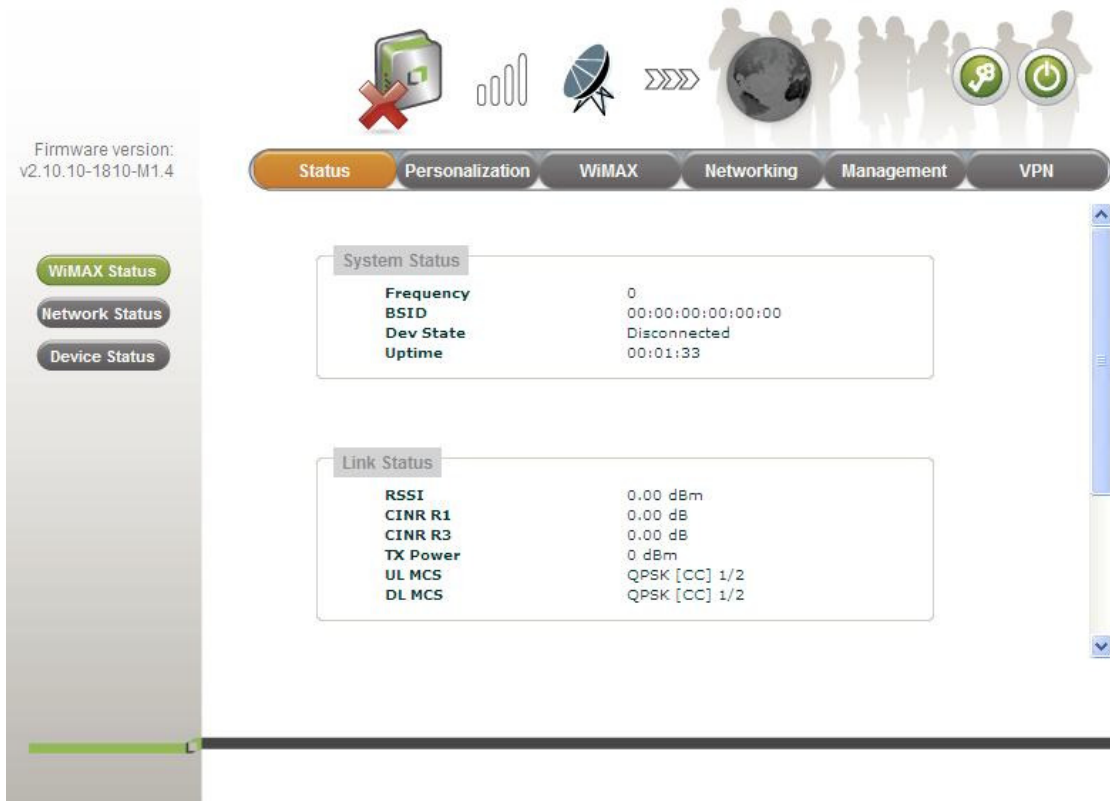 Firmware version:
v2.10.10-1810-M1.4
Status Personalization WiMAX Networking Management VPN
WiMAX Status
Network Status
Device Status
System Status
Frequency 0
BSID 00:00:00:00:00:00
Dev State Disconnected
Uptime 00:01:33
Link Status
RSSI 0.00 dBm
CINR R1 0.00 dB
CINR R3 0.00 dB
TX Power 0 dBm
UL MCS QPSK [CC] 1/2
DL MCS QPSK [CC] 1/2